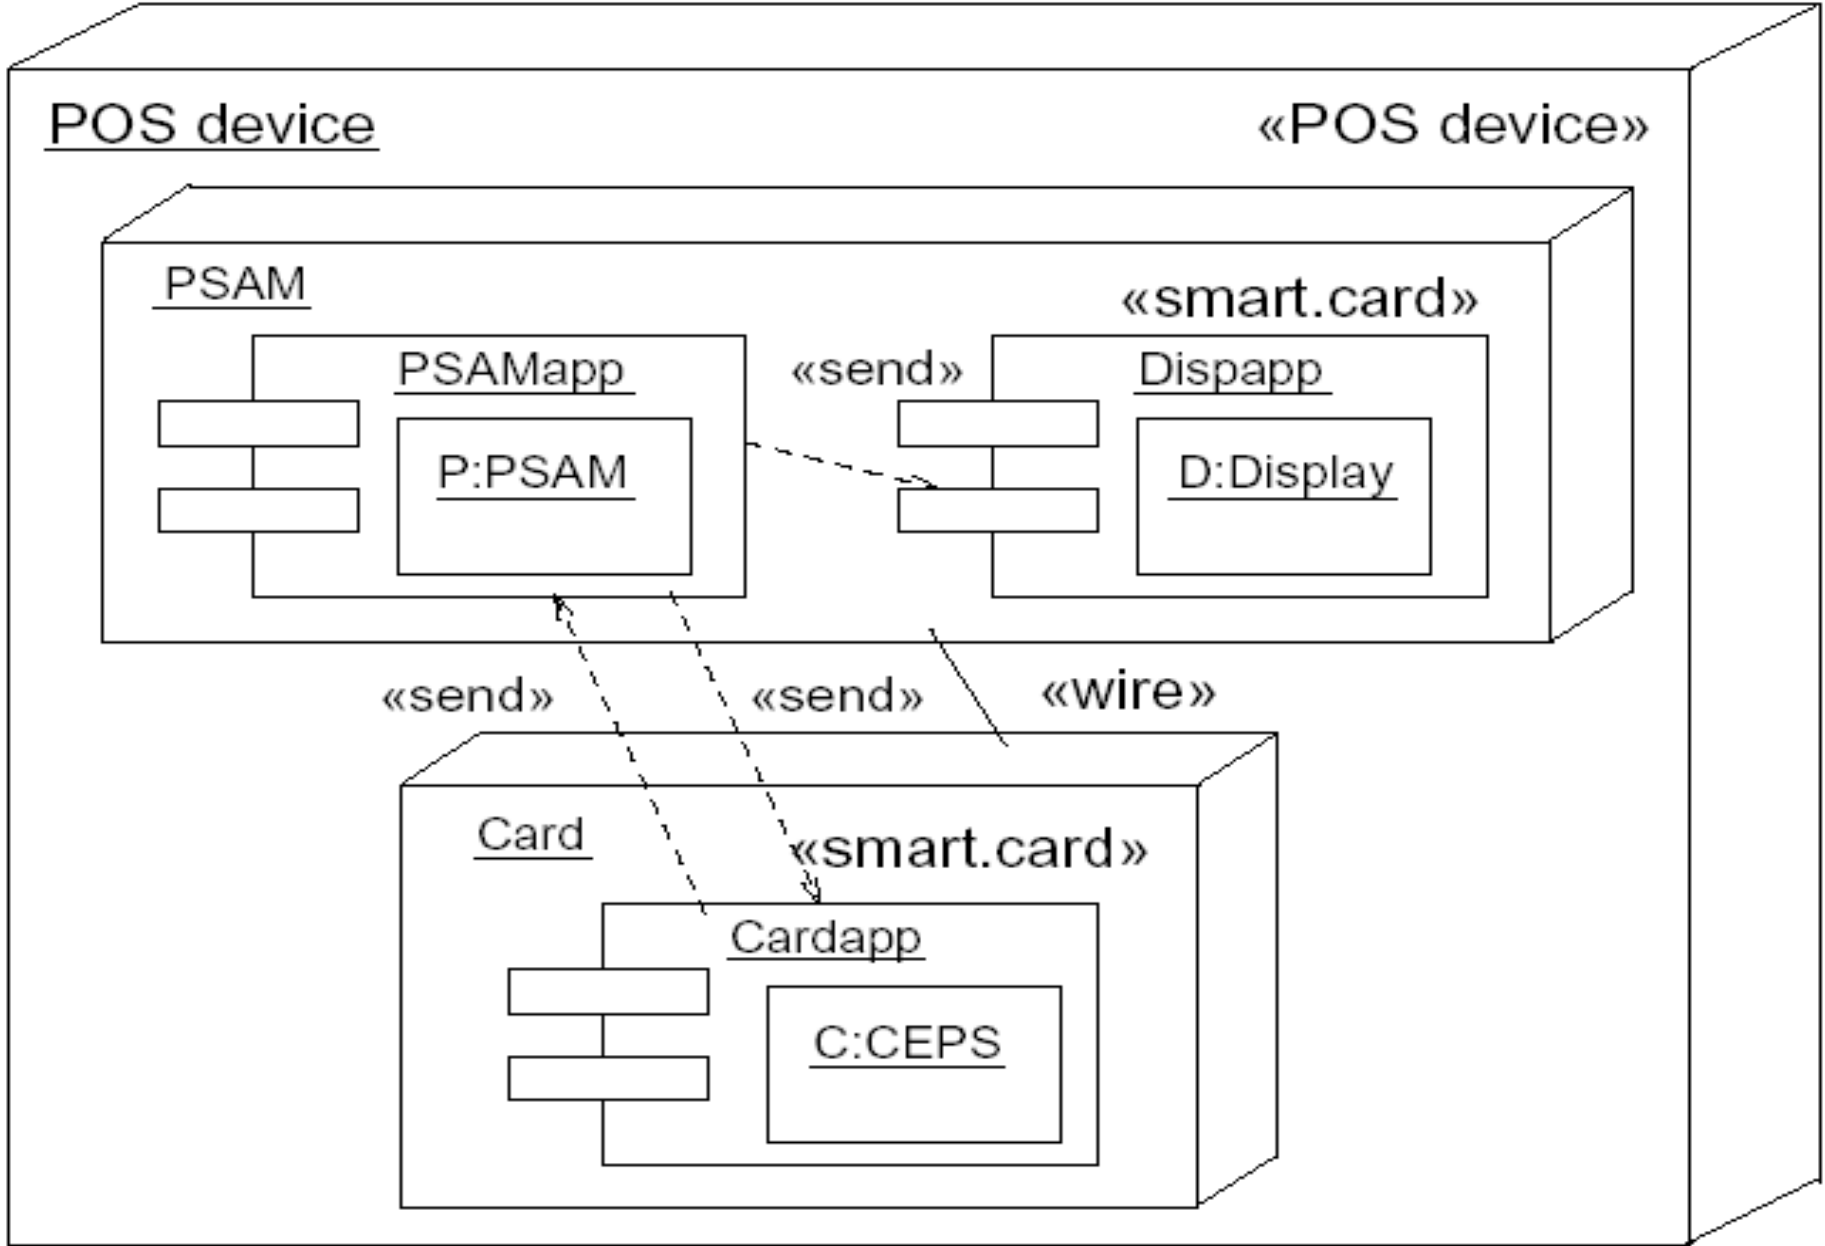 POS device «POS device»
PSAM «smart.card»
PSAMapp «send» Dispapp
P:PSAM D:Display
«send» «send» «wire»
Card «smart.card»
Cardapp
C:CEPS